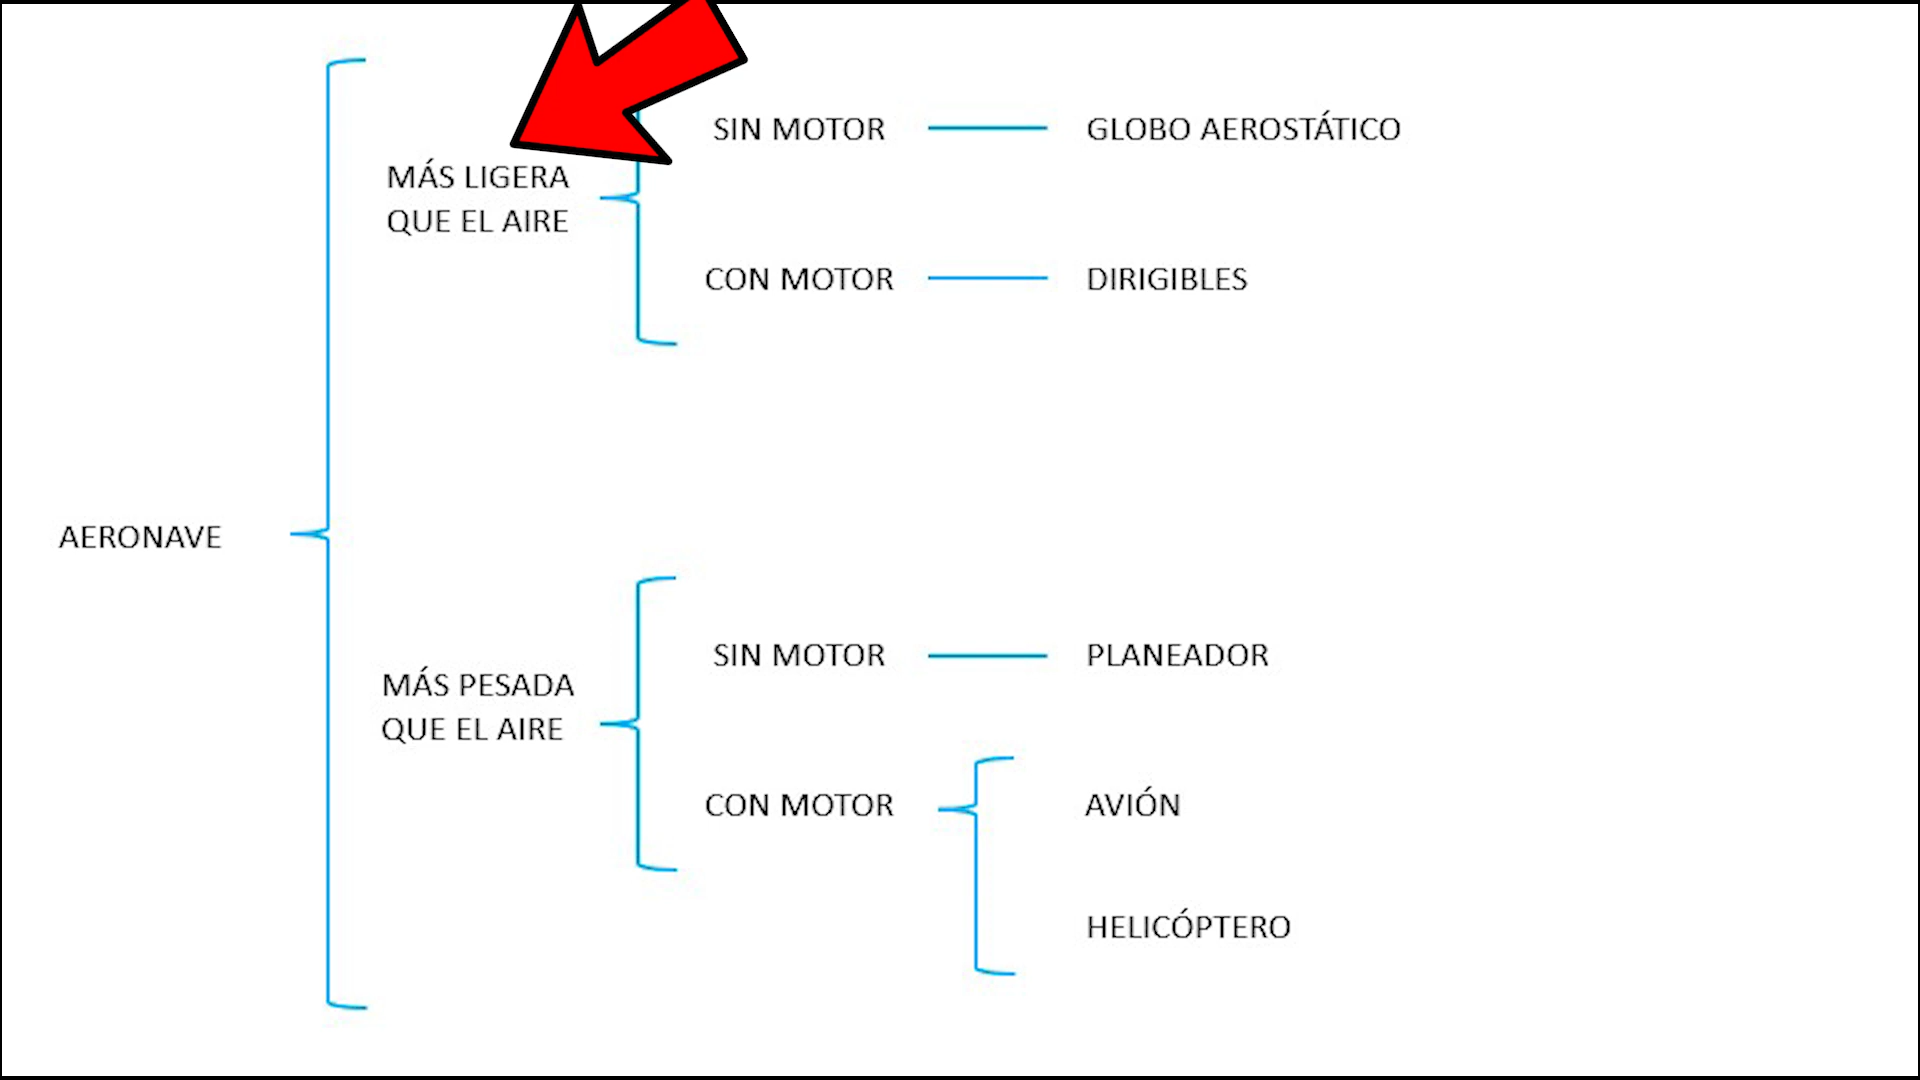 AERONAVE
MÁS LIGERA
QUE EL AIRE
SIN MOTOR
GLOBO AEROSTÁTICO
CON MOTOR
DIRIGIBLES
MÁS PESADA
QUE EL AIRE
SIN MOTOR
PLANEADOR
CON MOTOR
AVIÓN
HELICÓPTERO